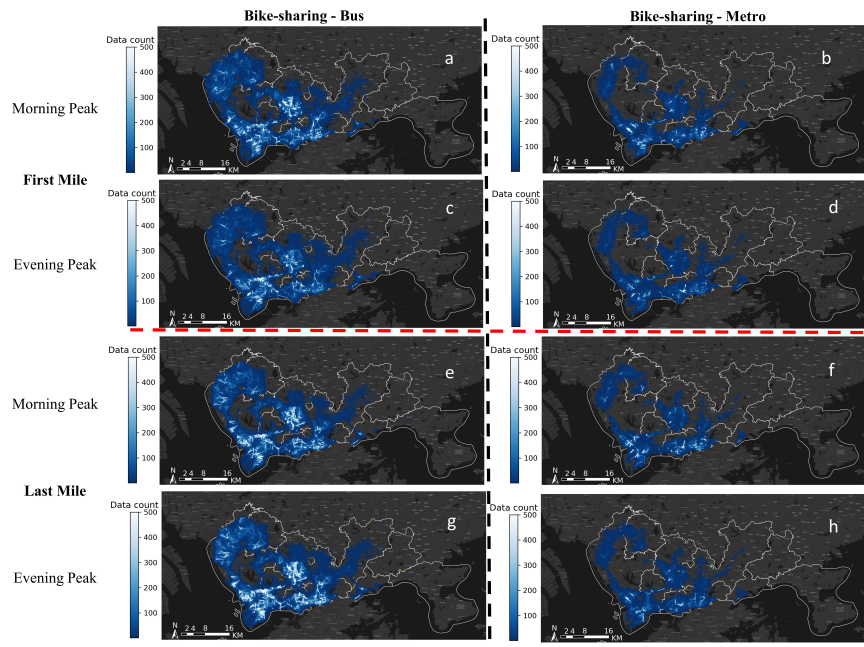 Bike-sharing - Bus
Bike-sharing - Metro
Data count
500
400
300
200
100
a
N
2 4 8 16
KM
Data count
500
400
300
200
100
b
N
2 4 8 16
KM
Morning Peak
First Mile
Data count
500
400
300
200
100
c
N
2 4 8 16
KM
Data count
500
400
300
200
100
d
N
2 4 8 16
KM
Evening Peak
Data count
500
400
300
200
100
e
N
2 4 8 16
KM
Data count
500
400
300
200
100
f
N
2 4 8 16
KM
Morning Peak
Last Mile
Data count
500
400
300
200
100
g
N
2 4 8 16
KM
Data count
500
400
300
200
100
h
N
2 4 8 16
KM
Evening Peak